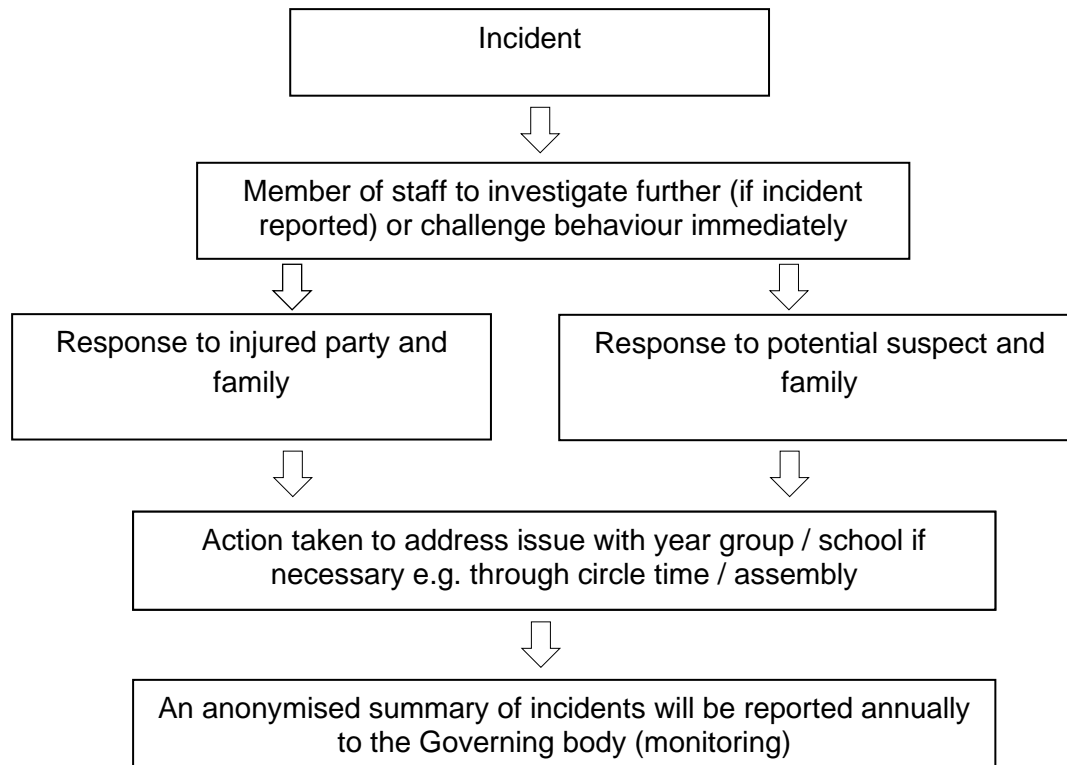 Incident
Member of staff to investigate further (if incident
reported) or challenge behaviour immediately
Response to injured party and
family
Response to potential suspect and
family
Action taken to address issue with year group / school if
necessary e.g. through circle time / assembly
An anonymised summary of incidents will be reported annually
to the Governing body (monitoring)